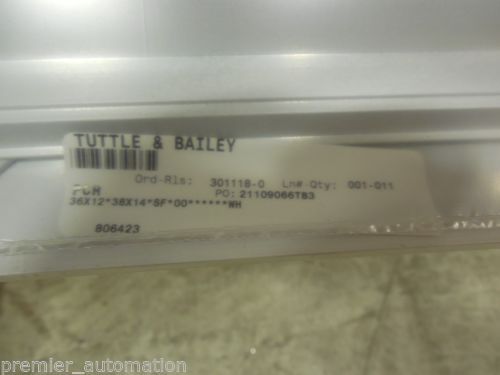 TUTTLE & BAILEY
Ord-Rls: 301118-0 Ln#-Qty: 001-011
PCM PO: 21109066TB3
36X12*38X14*SF*00******WH
806423
premier_automation